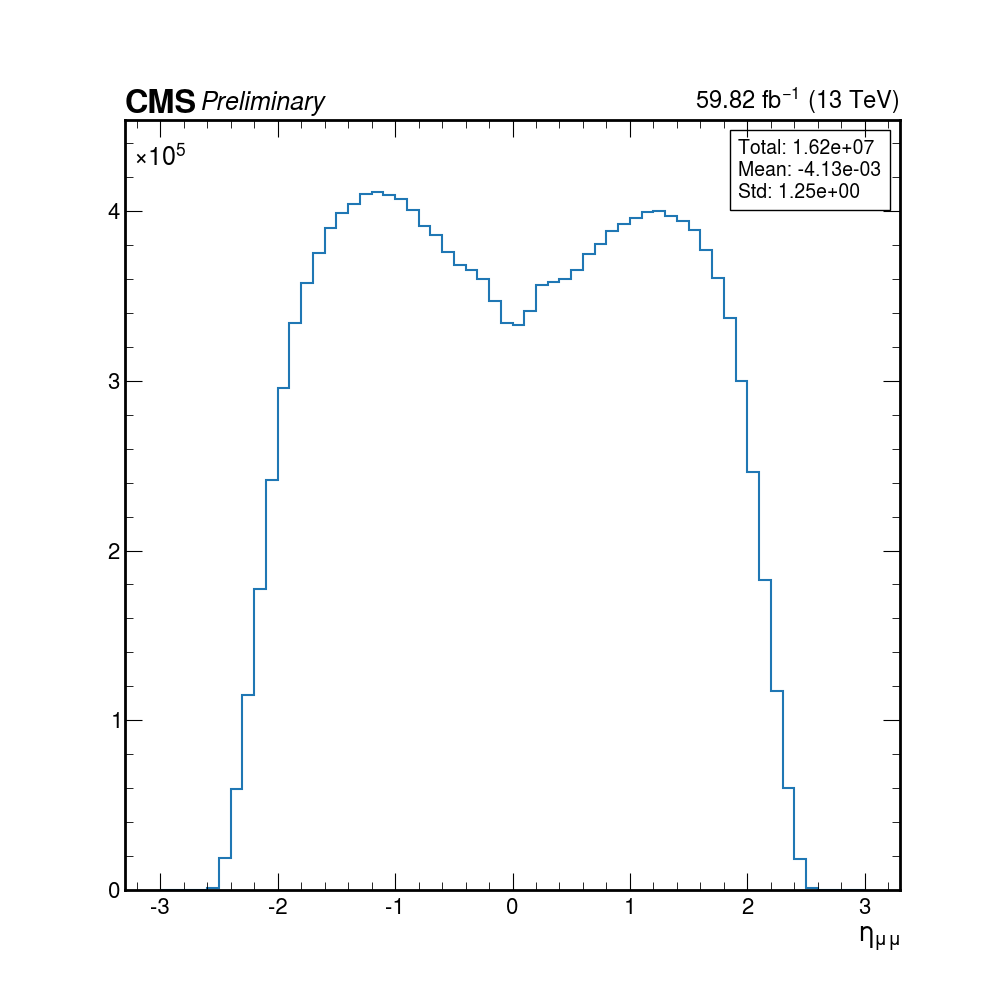 CMS Preliminary 59.82 fb⁻¹ (13 TeV)
×10⁵
Total: 1.62e+07
Mean: -4.13e-03
Std: 1.25e+00
4
3
2
1
0
-3 -2 -1 0 1 2 3
η_μμ